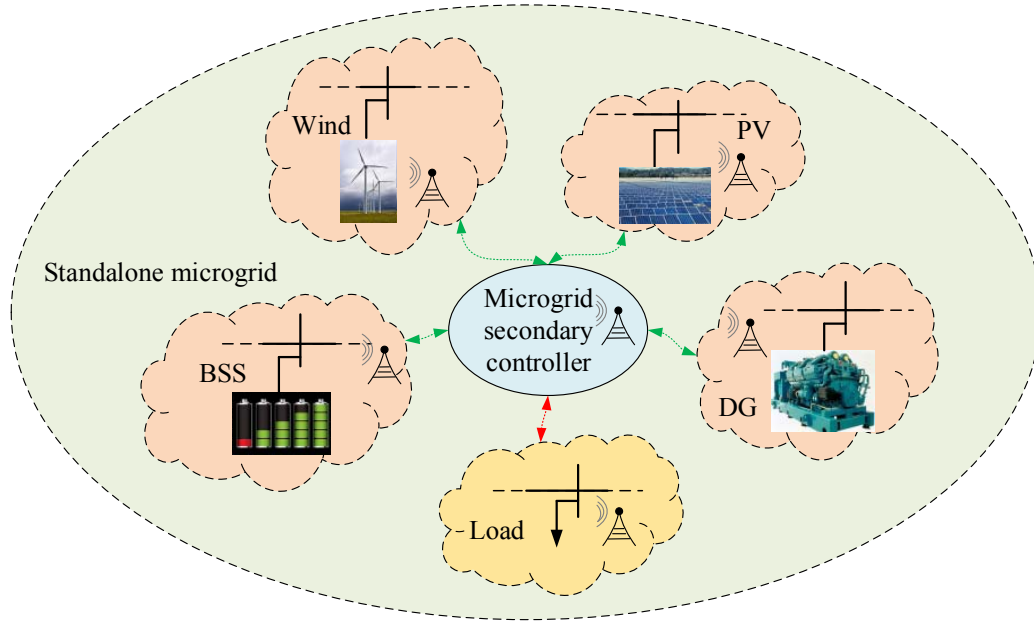 Wind
PV
Standalone microgrid
Microgrid
secondary
controller
BSS
DG
Load